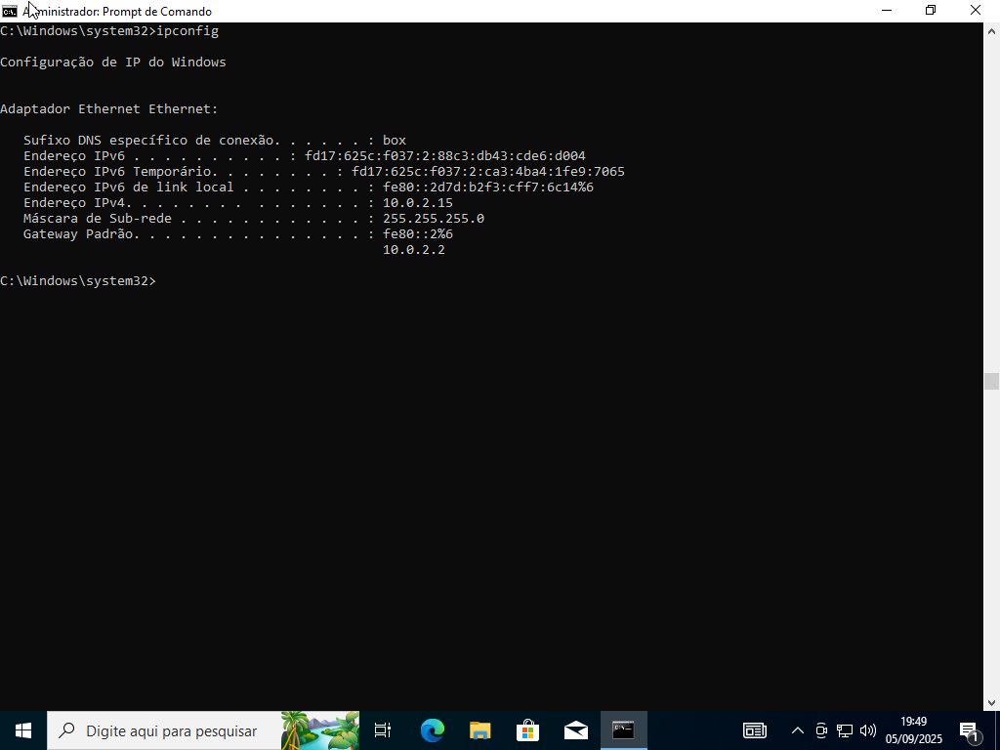 Administrador: Prompt de Comando
C:\Windows\system32>ipconfig
Configuração de IP do Windows
Adaptador Ethernet Ethernet:
Sufixo DNS específico de conexão. . . . . . : box
Endereço IPv6 . . . . . . . . . . : fd17:625c:f037:2:88c3:db43:cde6:d004
Endereço IPv6 Temporário. . . . . . . . : fd17:625c:f037:2:ca3:4ba4:1fe9:7065
Endereço IPv6 de link local . . . . . . . . : fe80::2d7d:b2f3:cff7:6c14%6
Endereço IPv4. . . . . . . .  . . . . . . . : 10.0.2.15
Máscara de Sub-rede . . . . . . . . . . . . : 255.255.255.0
Gateway Padrão. . . . . . . . . . . . . . . : fe80::2%6
10.0.2.2
C:\Windows\system32>
Digite aqui para pesquisar
19:49
05/09/2025
1